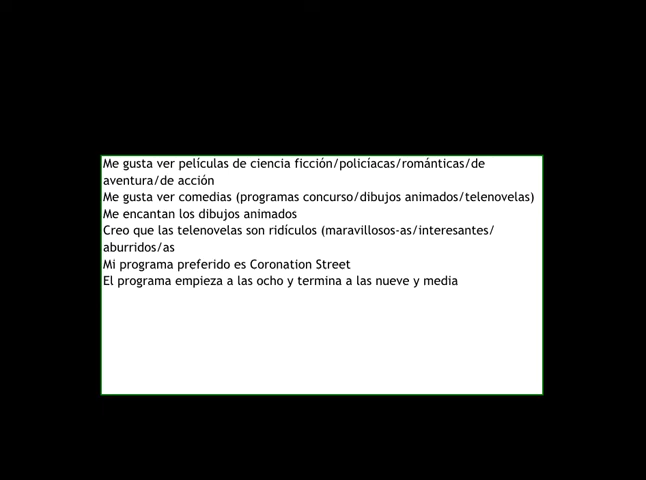 Me gusta ver películas de ciencia ficción/policíacas/románticas/de
aventura/de acción
Me gusta ver comedias (programas concurso/dibujos animados/telenovelas)
Me encantan los dibujos animados
Creo que las telenovelas son ridículos (maravillosos-as/interesantes/
aburridos/as
Mi programa preferido es Coronation Street
El programa empieza a las ocho y termina a las nueve y media